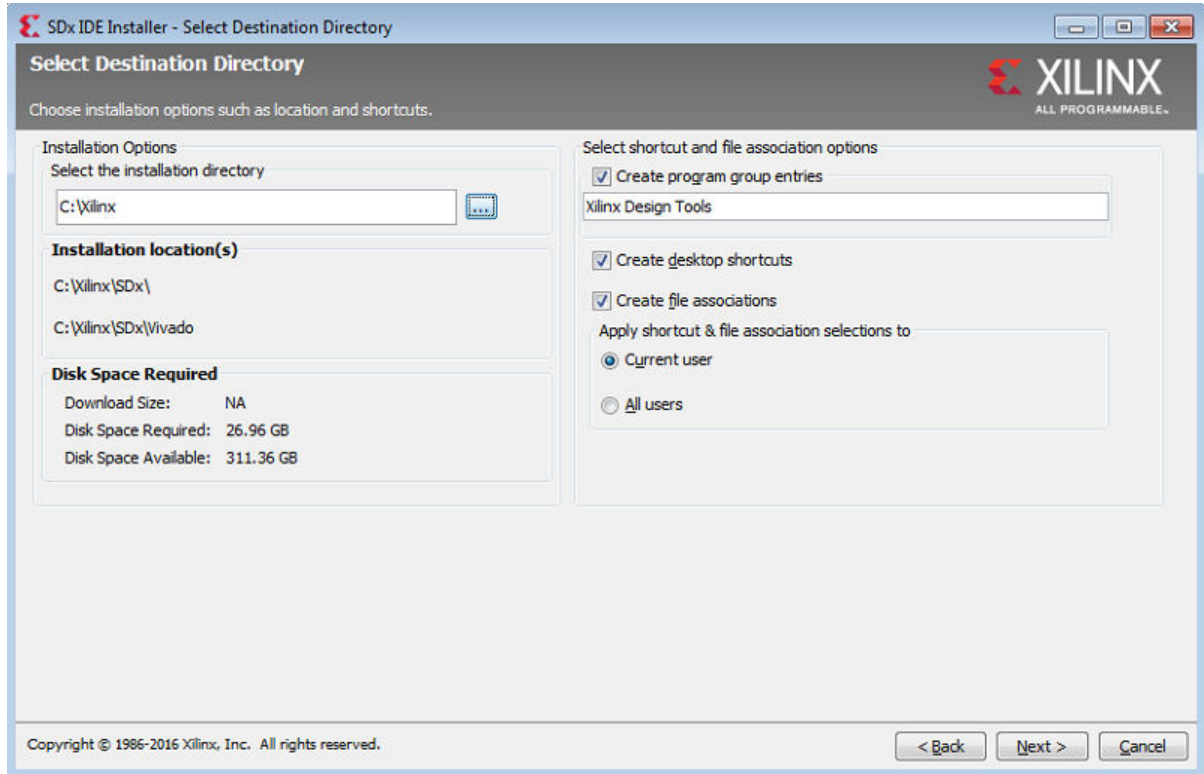 SDx IDE Installer - Select Destination Directory
Select Destination Directory
Choose installation options such as location and shortcuts.
XILINX
ALL PROGRAMMABLE™
Installation Options
Select the installation directory
C:\Xilinx
...
Installation location(s)
C:\Xilinx\SDx\
C:\Xilinx\SDx\Vivado
Disk Space Required
Download Size: NA
Disk Space Required: 26.96 GB
Disk Space Available: 311.36 GB
Select shortcut and file association options
Create program group entries
Xilinx Design Tools
Create desktop shortcuts
Create file associations
Apply shortcut & file association selections to
Current user
All users
Copyright © 1986-2016 Xilinx, Inc. All rights reserved.
< Back
Next >
Cancel